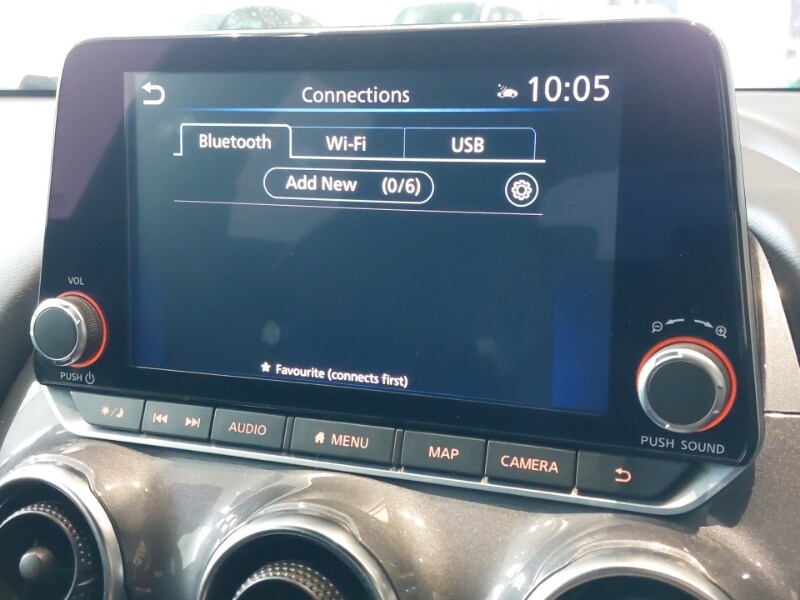 Connections 10:05
Bluetooth Wi-Fi USB
Add New (0/6)
Favourite (connects first)
VOL
PUSH
PUSH SOUND
AUDIO
MENU
MAP
CAMERA